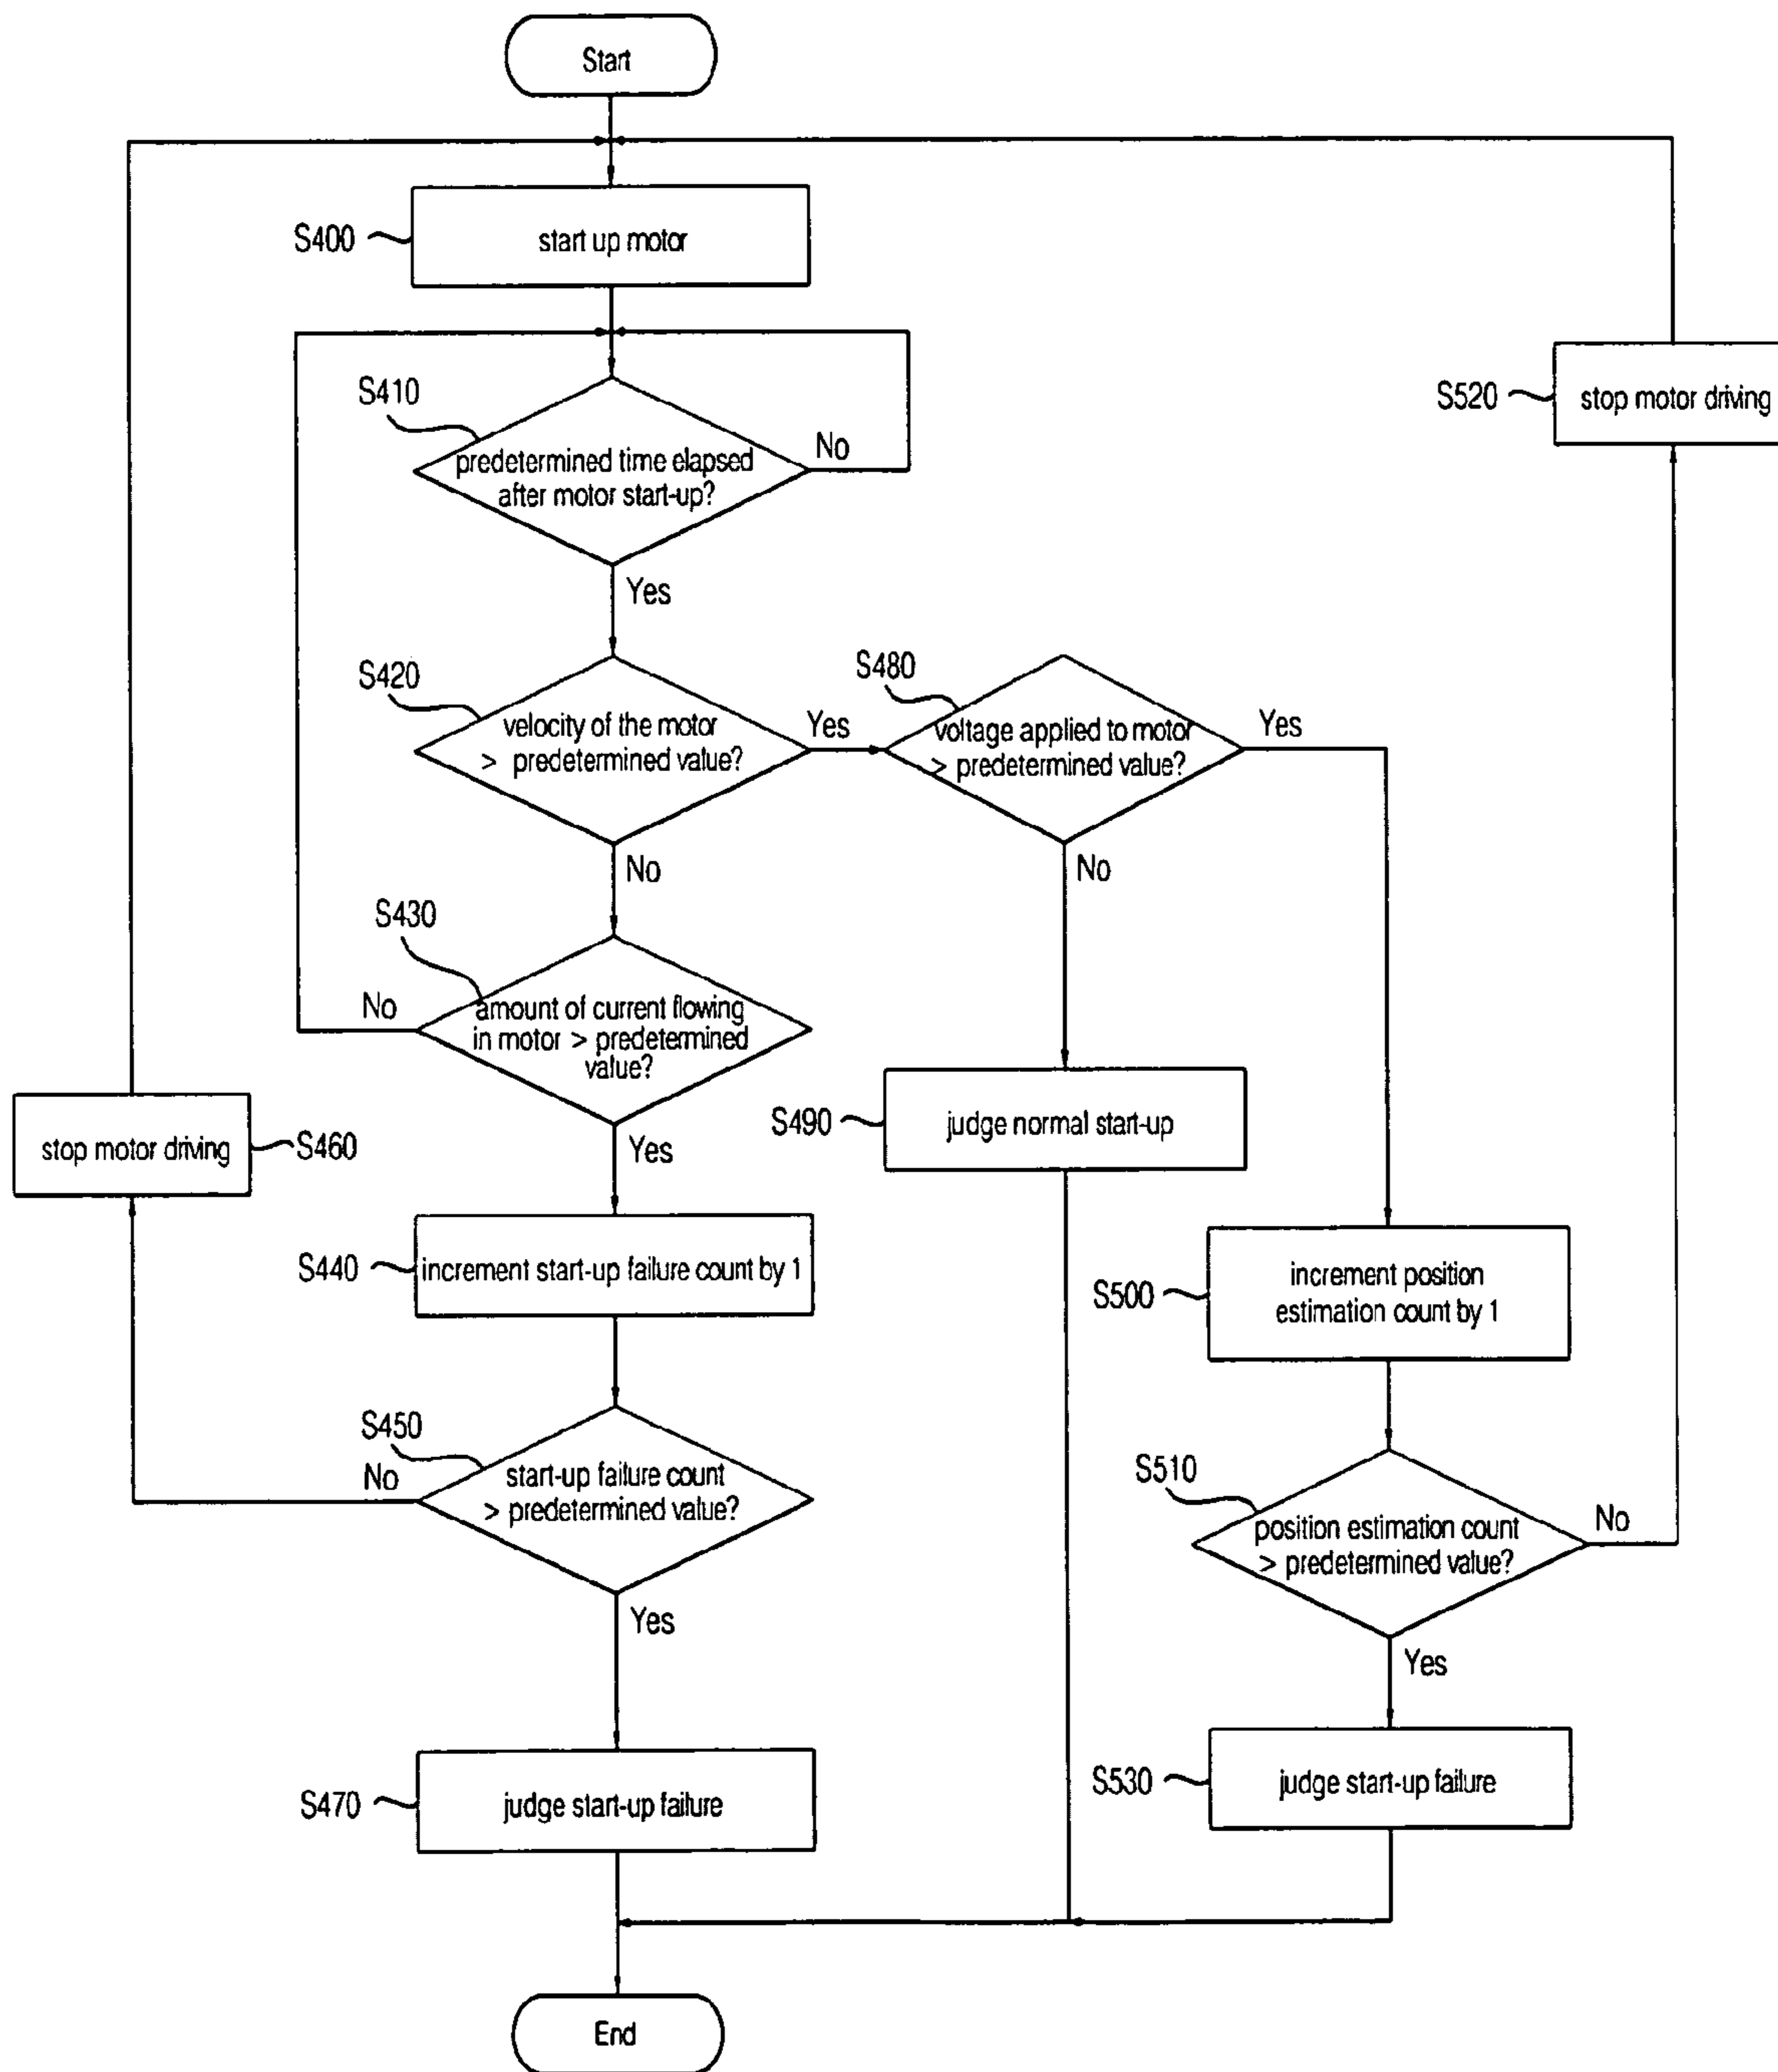 Start
S400
start up motor
S410
predetermined time elapsed
after motor start-up?
No
Yes
S520
stop motor driving
S420
velocity of the motor
> predetermined value?
Yes
No
S480
voltage applied to motor
> predetermined value?
Yes
No
S430
amount of current flowing
in motor > predetermined
value?
No
Yes
stop motor driving
S460
S490
judge normal start-up
S440
increment start-up failure count by 1
S500
increment position
estimation count by 1
S450
start-up failure count
> predetermined value?
No
Yes
S510
position estimation count
> predetermined value?
No
Yes
S470
judge start-up failure
S530
judge start-up failure
End